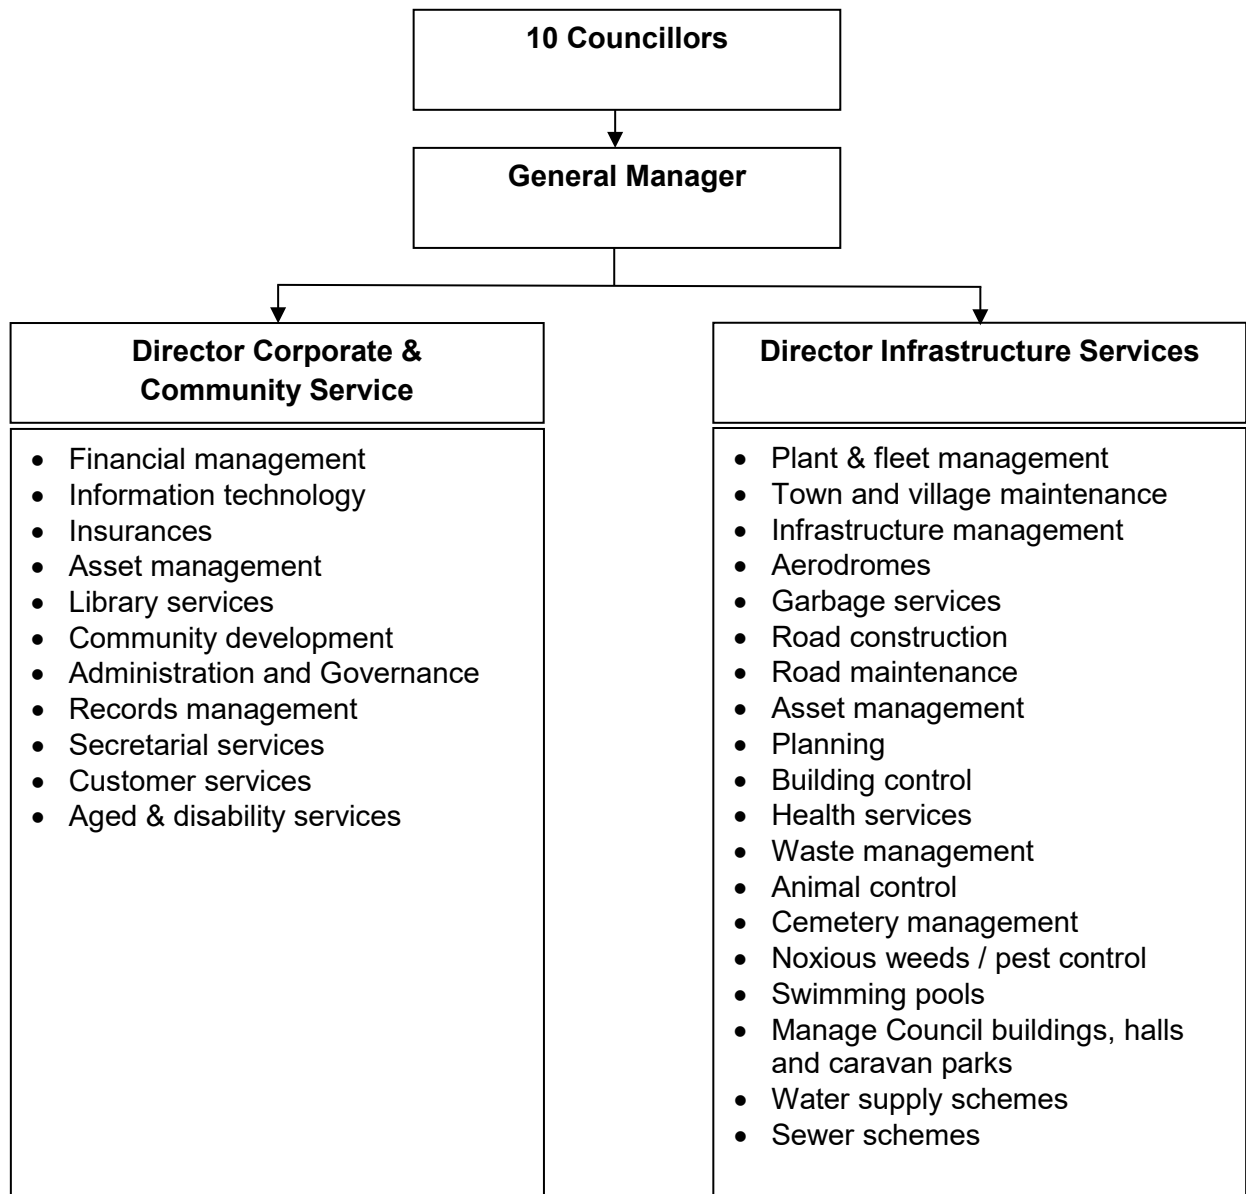 10 Councillors
General Manager
Director Corporate &
Community Service
• Financial management
• Information technology
• Insurances
• Asset management
• Library services
• Community development
• Administration and Governance
• Records management
• Secretarial services
• Customer services
• Aged & disability services
Director Infrastructure Services
• Plant & fleet management
• Town and village maintenance
• Infrastructure management
• Aerodromes
• Garbage services
• Road construction
• Road maintenance
• Asset management
• Planning
• Building control
• Health services
• Waste management
• Animal control
• Cemetery management
• Noxious weeds / pest control
• Swimming pools
• Manage Council buildings, halls
and caravan parks
• Water supply schemes
• Sewer schemes